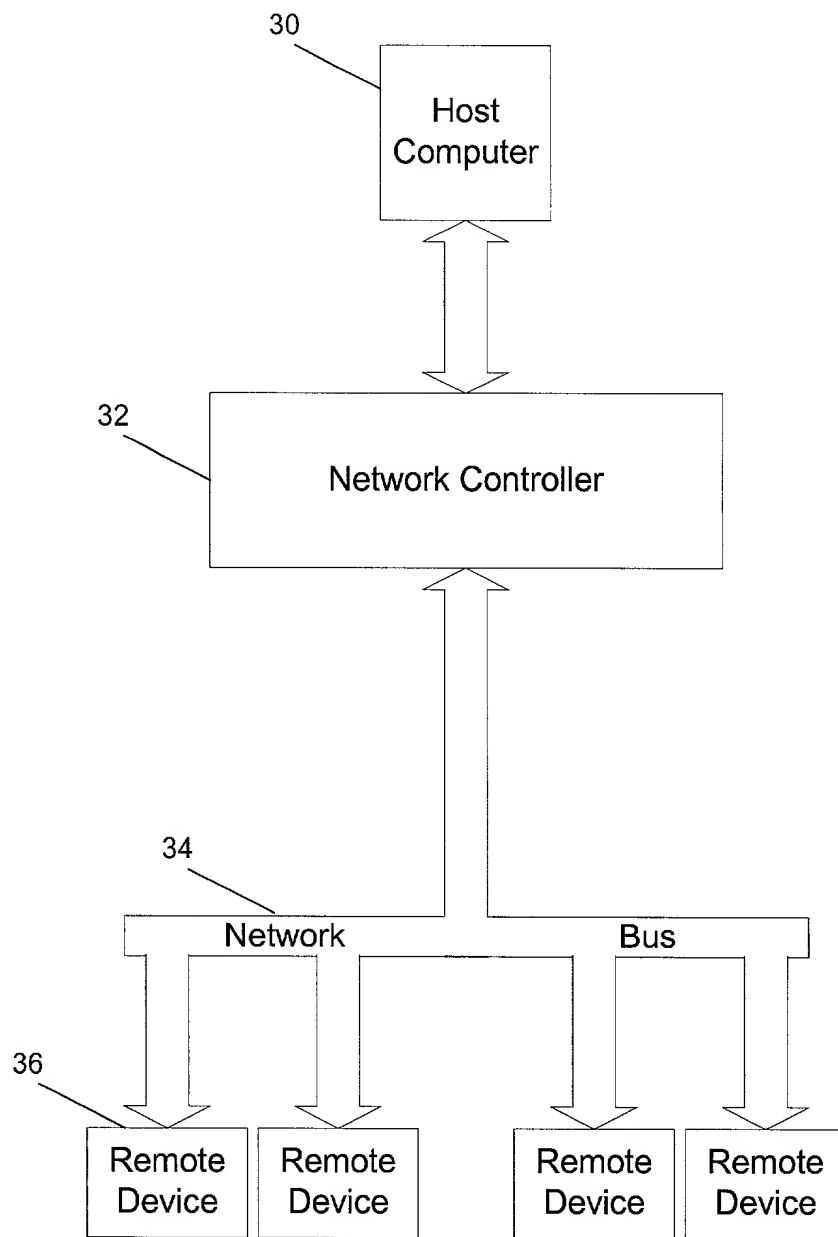 30
Host
Computer
32
Network Controller
34
Network Bus
36
Remote
Device
Remote
Device
Remote
Device
Remote
Device